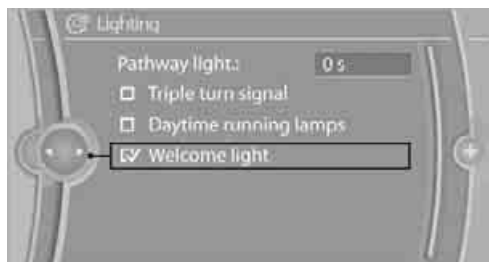 Lighting
Pathway light.: 0 s
Triple turn signal
Daytime running lamps
Welcome light